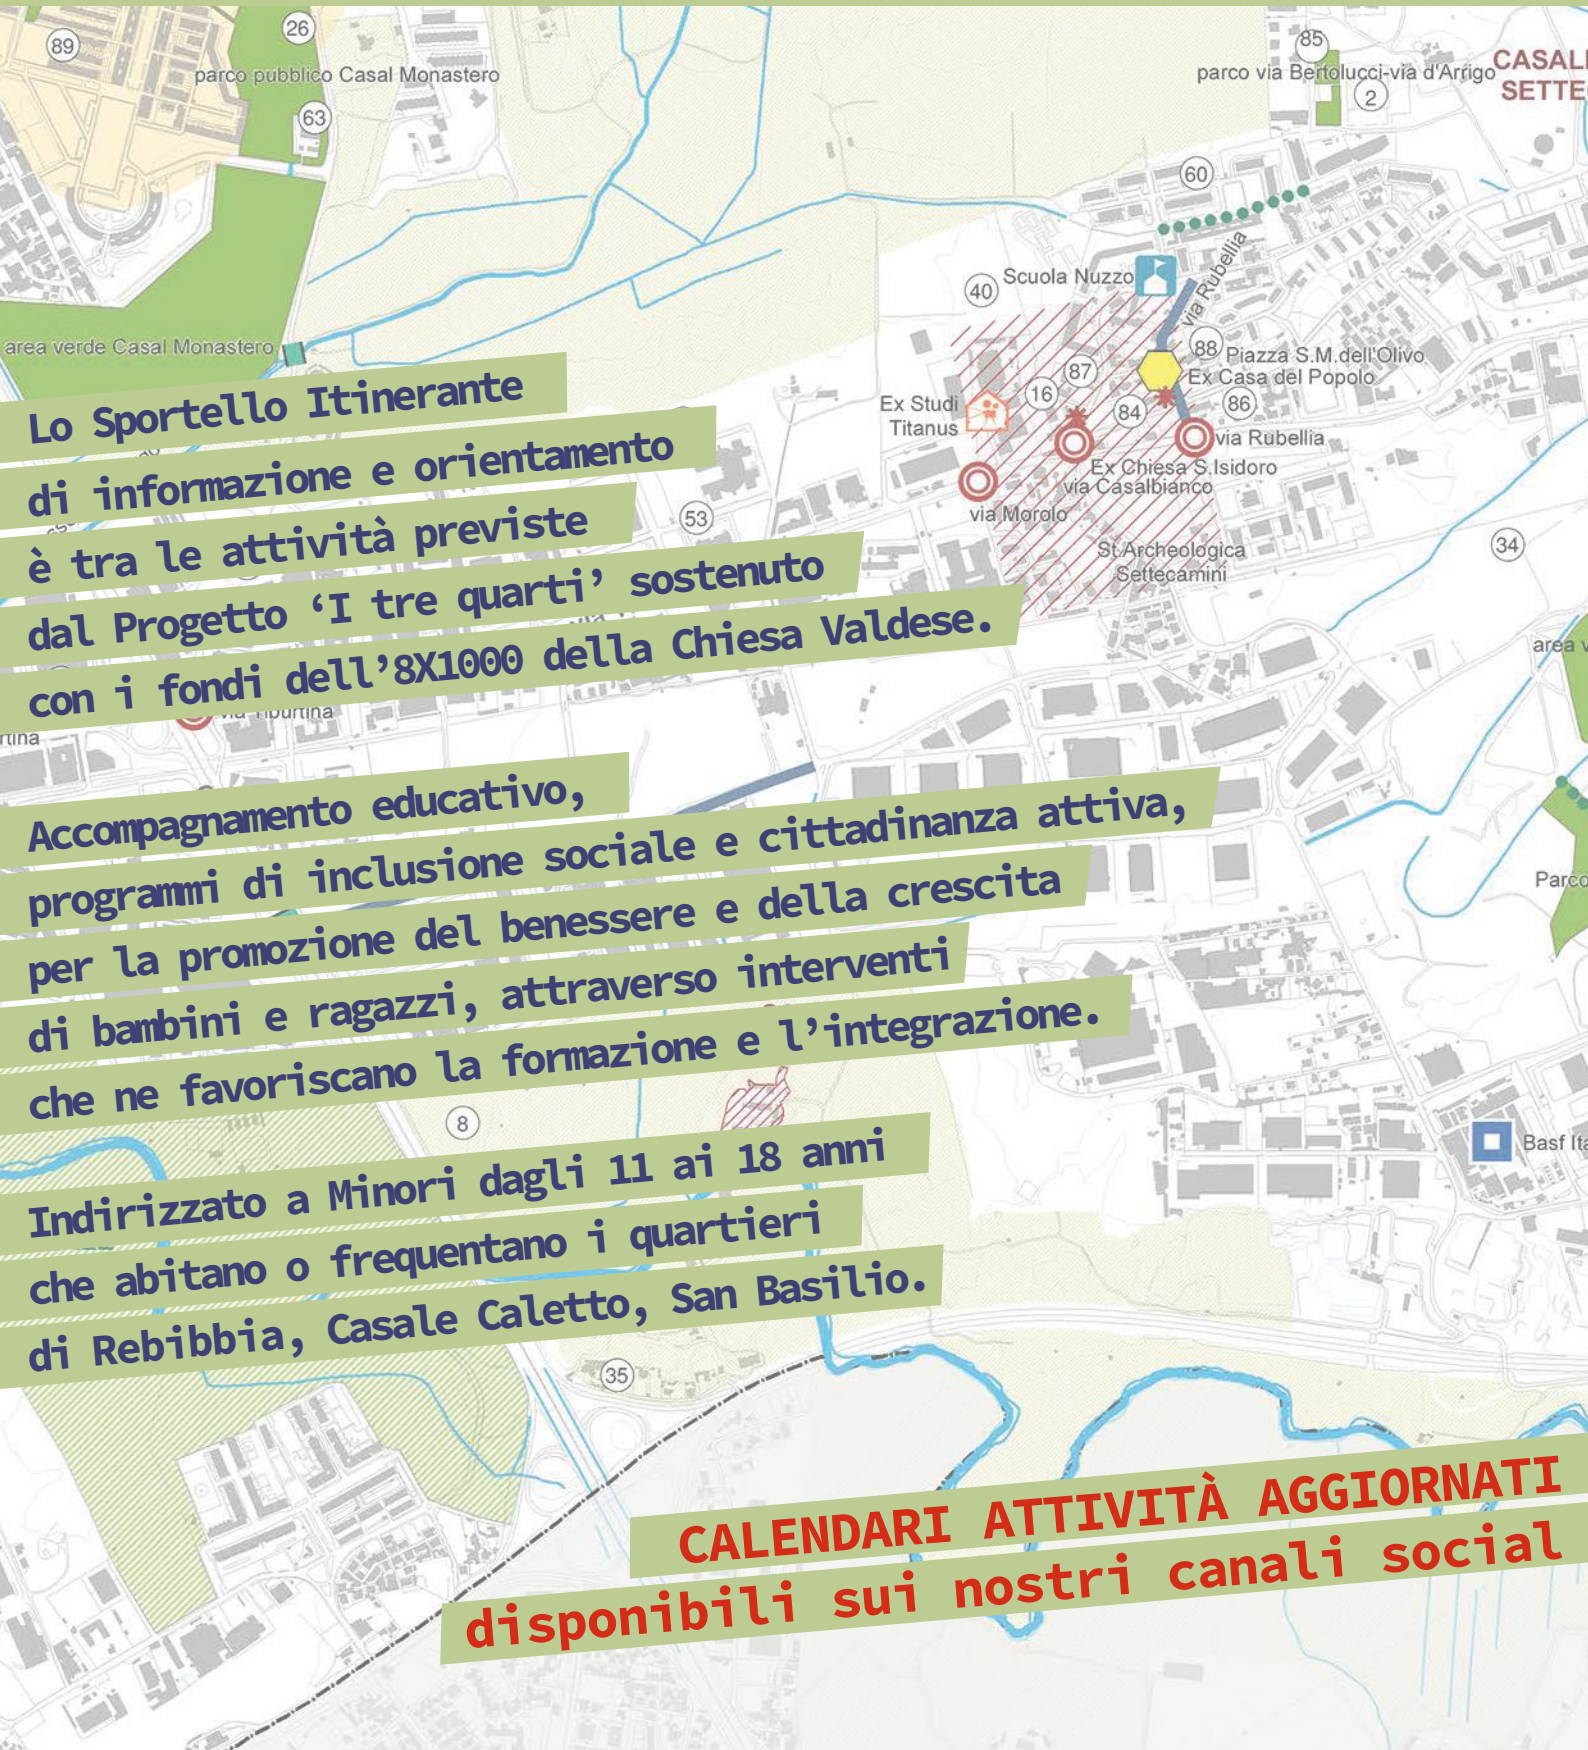 89
26
parco pubblico Casal Monastero
63
85
parco via Bertolucci-via d'Arrigo
2
60
Scuola Nuzzo
40
via Rubellia
area verde Casal Monastero
88
Piazza S.M.dell'Olivo
Ex Casa del Popolo
87
16
84
86
Ex Studi
Titanus
via Rubellia
Ex Chiesa S.Isidoro
via Casalbianco
via Morolo
53
St.Archeologica
Settecamini
34
Lo Sportello Itinerante
di informazione e orientamento
è tra le attività previste
dal Progetto ‘I tre quarti’ sostenuto
con i fondi dell’8X1000 della Chiesa Valdese.
via Tiburtina
area
Accompagnamento educativo,
programmi di inclusione sociale e cittadinanza attiva,
per la promozione del benessere e della crescita
di bambini e ragazzi, attraverso interventi
che ne favoriscano la formazione e l’integrazione.
Parco
8
Basf
Indirizzato a Minori dagli 11 ai 18 anni
che abitano o frequentano i quartieri
di Rebibbia, Casale Caletto, San Basilio.
35
CALENDARI ATTIVITÀ AGGIORNATI
disponibili sui nostri canali social